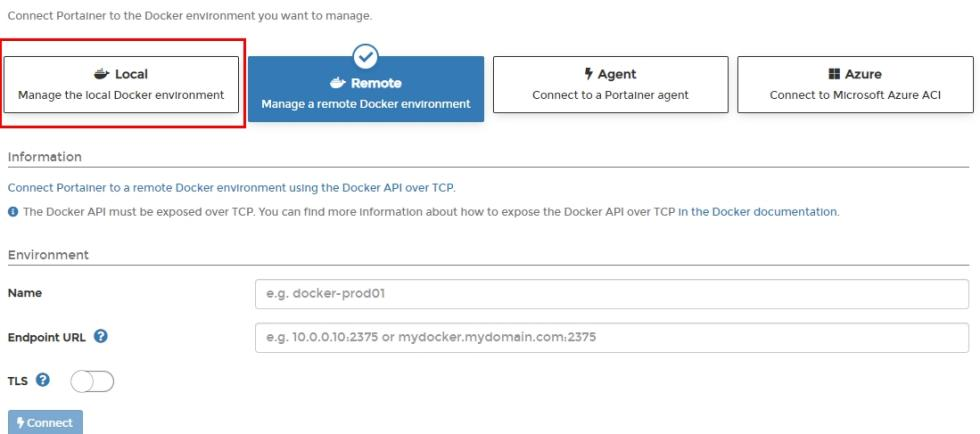 Connect Portainer to the Docker environment you want to manage.
Local
Manage the local Docker environment
Remote
Manage a remote Docker environment
Agent
Connect to a Portainer agent
Azure
Connect to Microsoft Azure ACI
Information
Connect Portainer to a remote Docker environment using the Docker API over TCP.
The Docker API must be exposed over TCP. You can find more information about how to expose the Docker API over TCP in the Docker documentation.
Environment
Name
e.g. docker-prod01
Endpoint URL
e.g. 10.0.0.10:2375 or mydocker.mydomain.com:2375
TLS
Connect